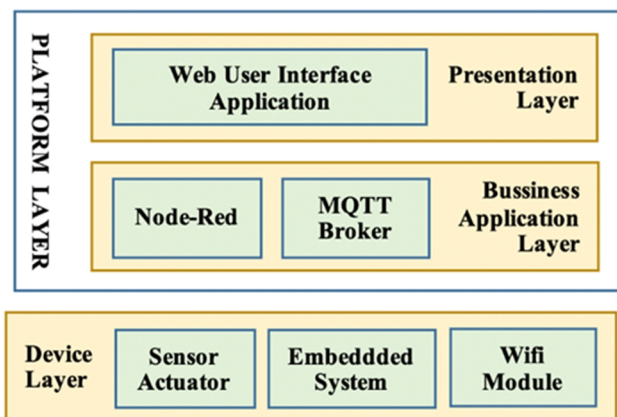 PLATFORM LAYER
Web User Interface
Application
Presentation
Layer
Node-Red
MQTT
Broker
Bussiness
Application
Layer
Device
Layer
Sensor
Actuator
Embeddded
System
Wifi
Module